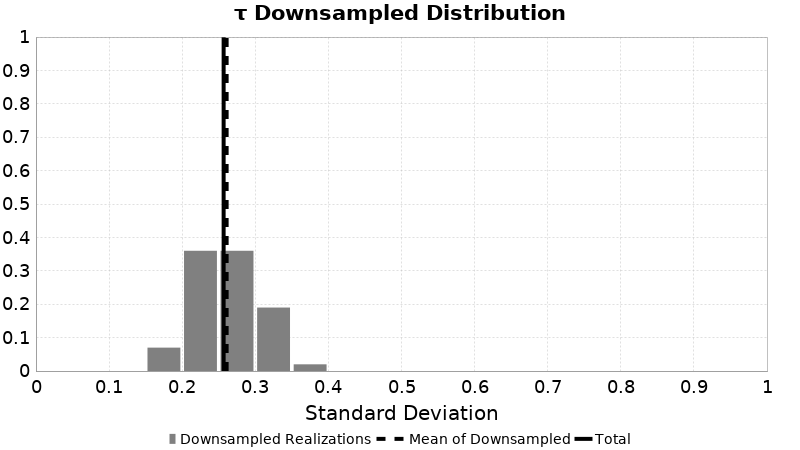 τ Downsampled Distribution
1
0.9
0.8
0.7
0.6
0.5
0.4
0.3
0.2
0.1
0
0 0.1 0.2 0.3 0.4 0.5 0.6 0.7 0.8 0.9 1
Standard Deviation
Downsampled Realizations Mean of Downsampled Total